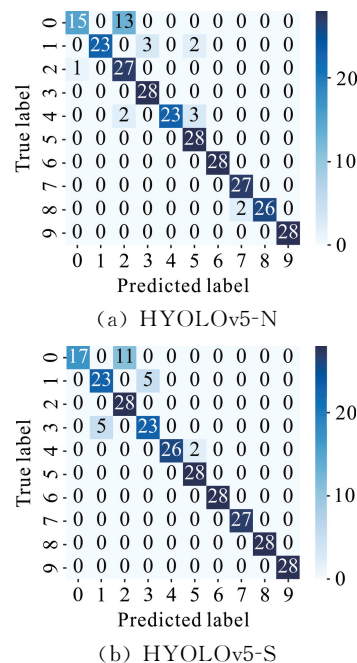 0 15 0 13 0 0 0 0 0 0 0
1 0 23 0 3 0 2 0 0 0 0
2 1 0 27 0 0 0 0 0 0 0
3 0 0 0 28 0 0 0 0 0 0
4 0 0 2 0 23 3 0 0 0 0
5 0 0 0 0 0 28 0 0 0 0
6 0 0 0 0 0 0 28 0 0 0
7 0 0 0 0 0 0 0 27 0 0
8 0 0 0 0 0 0 0 2 26 0
9 0 0 0 0 0 0 0 0 0 28
True label
20
10
0
0 1 2 3 4 5 6 7 8 9
Predicted label
(a) HYOLOv5-N
0 17 0 11 0 0 0 0 0 0 0
1 0 23 0 5 0 0 0 0 0 0
2 0 0 28 0 0 0 0 0 0 0
3 0 5 0 23 0 0 0 0 0 0
4 0 0 0 0 26 2 0 0 0 0
5 0 0 0 0 0 28 0 0 0 0
6 0 0 0 0 0 0 28 0 0 0
7 0 0 0 0 0 0 0 27 0 0
8 0 0 0 0 0 0 0 0 28 0
9 0 0 0 0 0 0 0 0 0 28
True label
20
10
0
0 1 2 3 4 5 6 7 8 9
Predicted label
(b) HYOLOv5-S